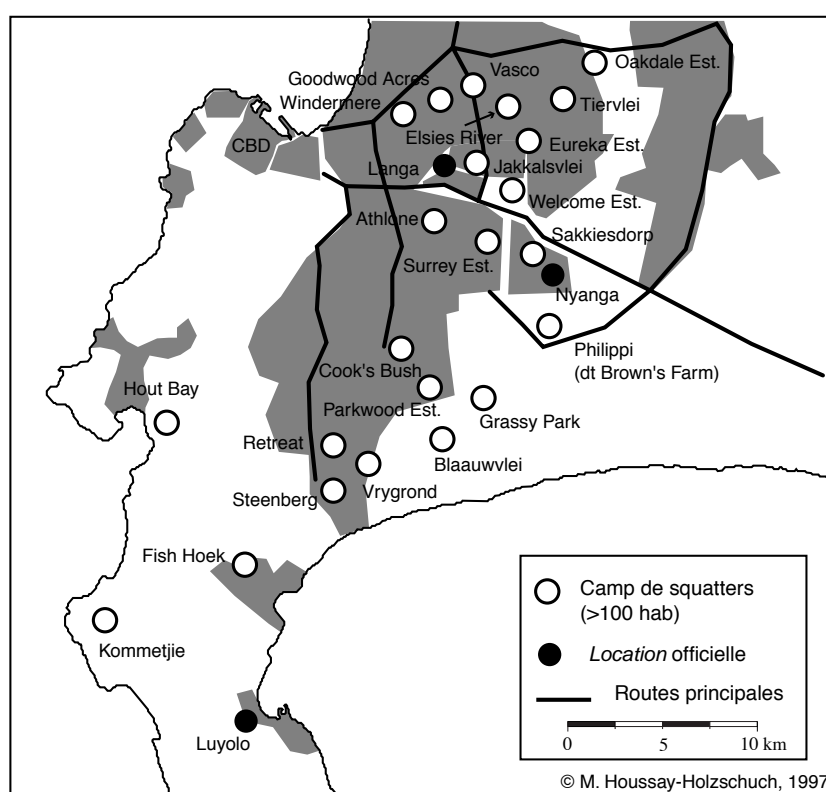 Oakdale Est.
Vasco
Goodwood Acres
Windermere
Tiervlei
Elsies River
CBD
Eureka Est.
Langa
Jakkalsvlei
Welcome Est.
Athlone
Sakkiesdorp
Surrey Est.
Nyanga
Philippi
(dt Brown's Farm)
Cook's Bush
Hout Bay
Parkwood Est.
Grassy Park
Retreat
Blaauwvlei
Vrygrond
Steenberg
Fish Hoek
Kommetjie
Luyolo
Camp de squatters
(>100 hab)
Location officielle
Routes principales
0 5 10 km
© M. Houssay-Holzschuch, 1997